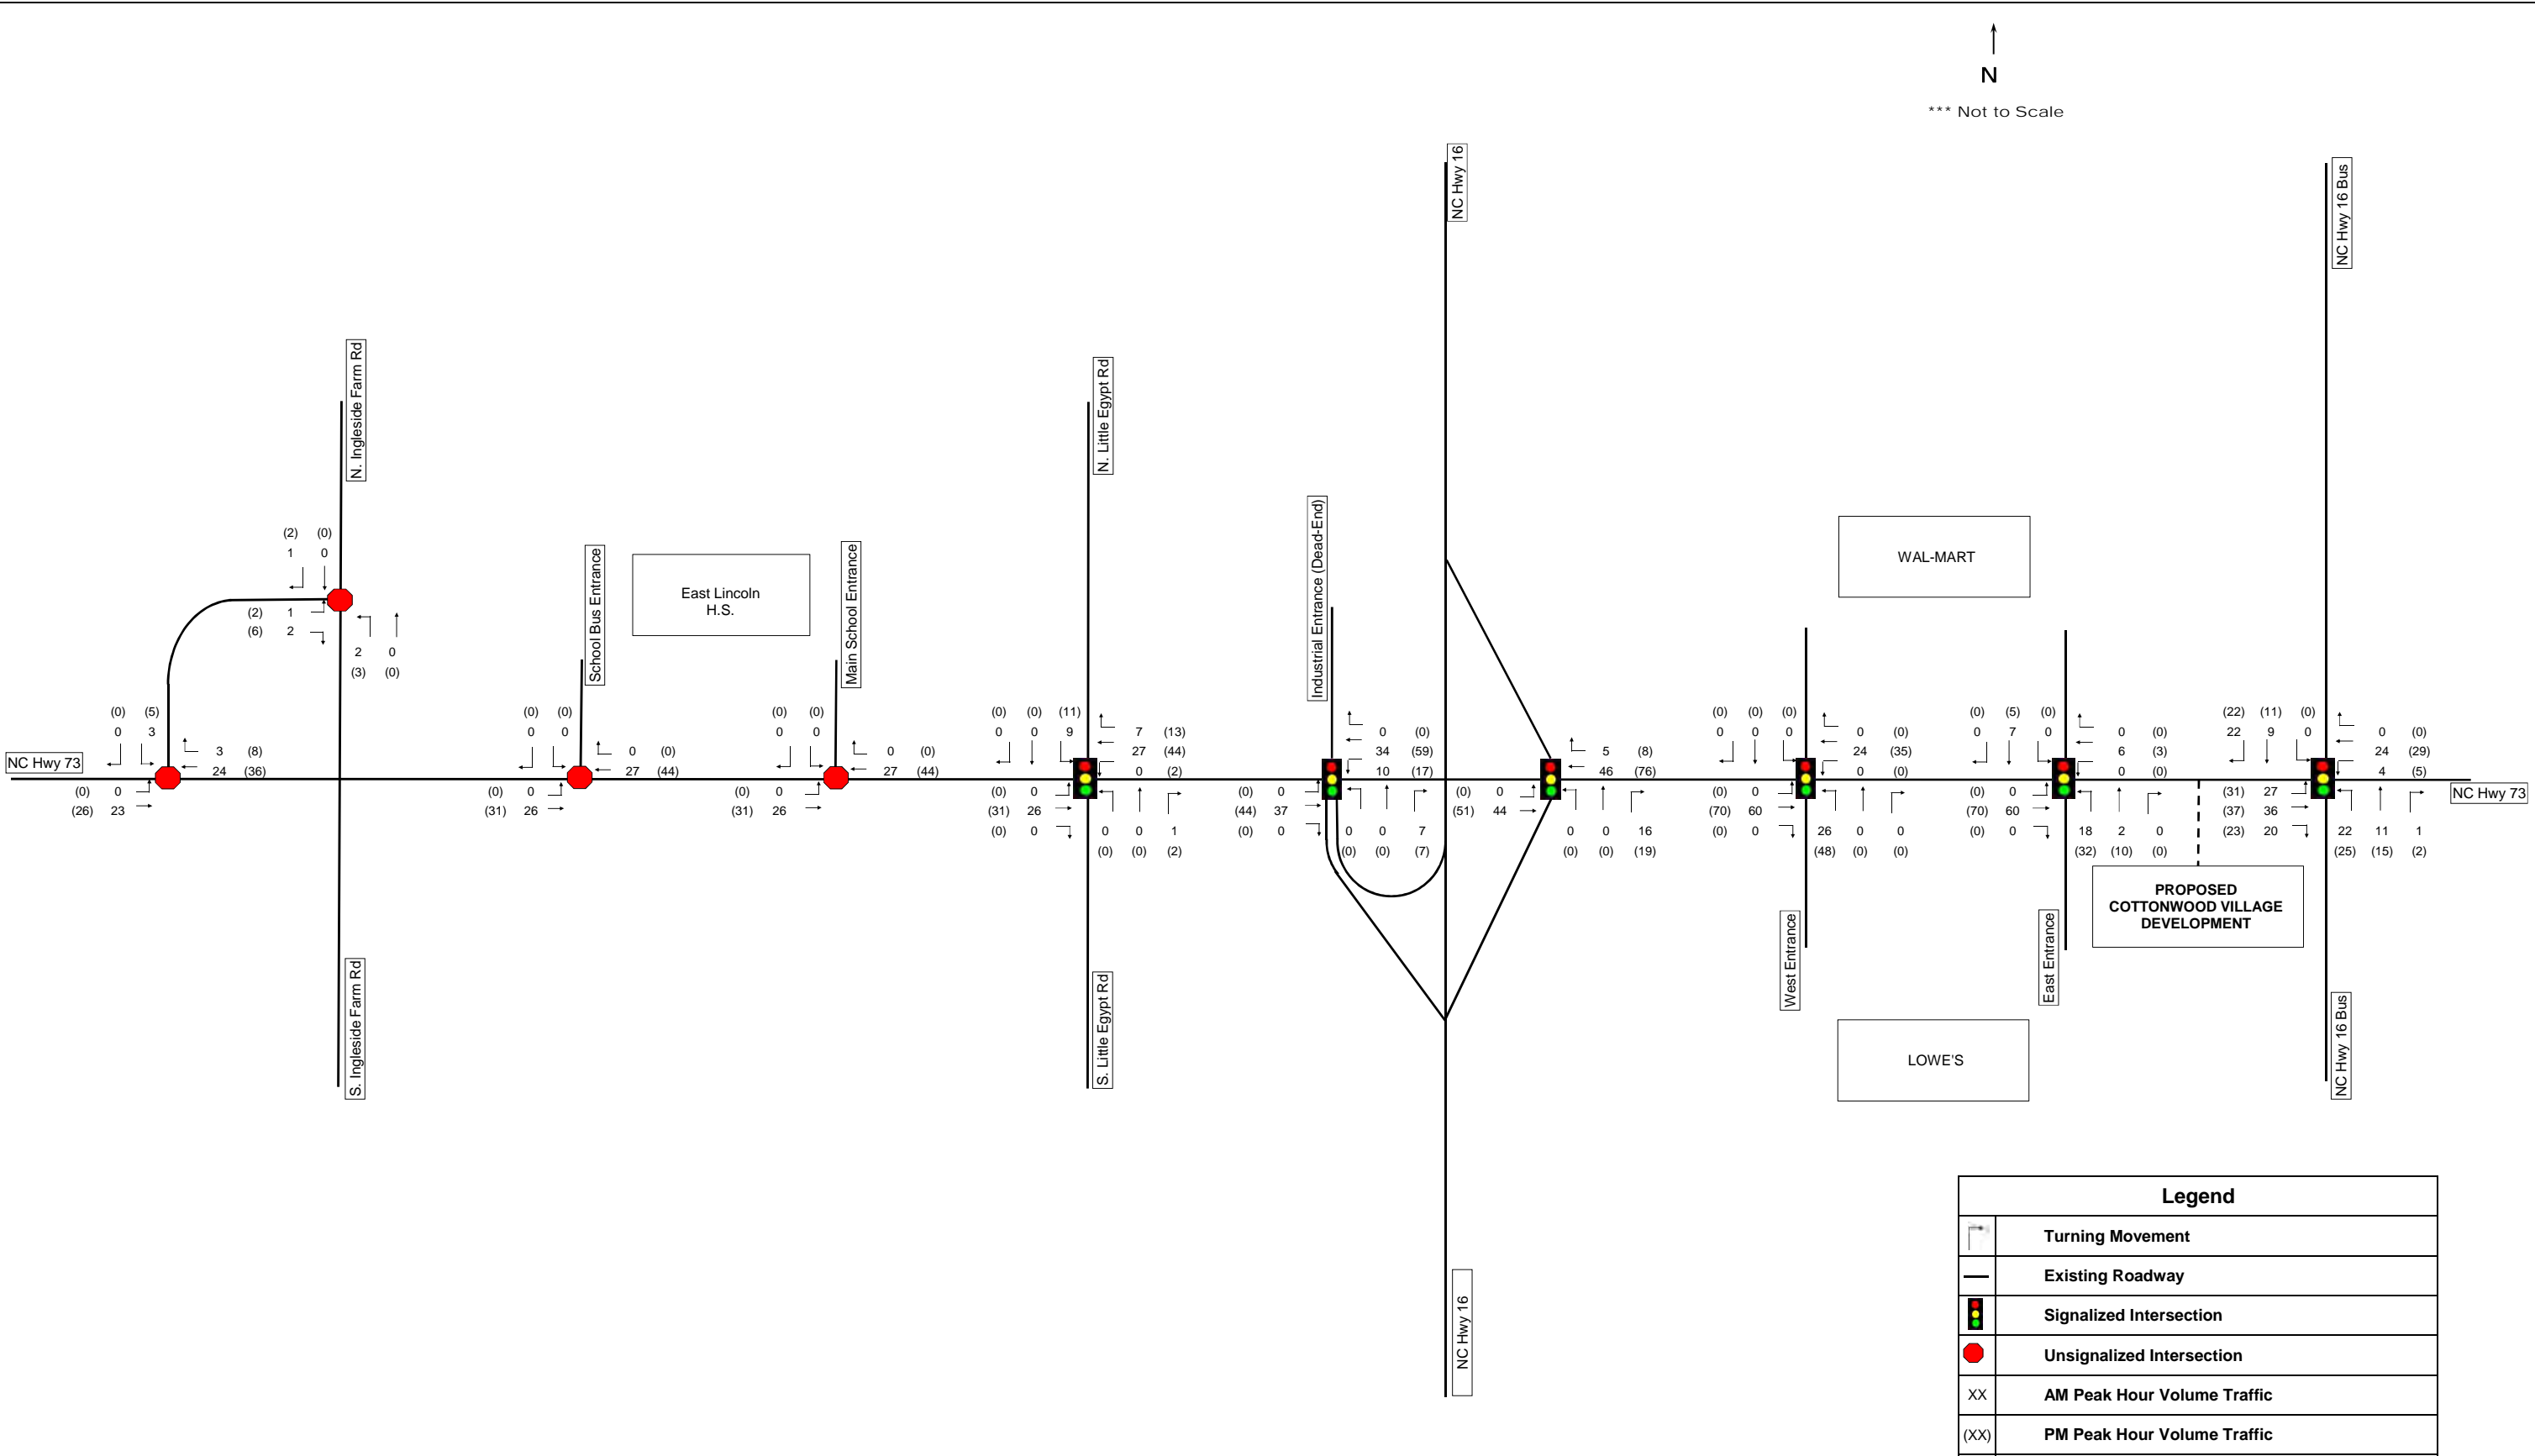 N
*** Not to Scale
NC Hwy 16
NC Hwy 16 Bus
N. Ingleside Farm Rd
N. Little Egypt Rd
Industrial Entrance (Dead-End)
School Bus Entrance
Main School Entrance
East Lincoln
H.S.
WAL-MART
(2) (0)
1 0
(2) 1
(6) 2
2 0
(3) (0)
(0) (5)
0 3
3 (8)
24 (36)
NC Hwy 73
(0) 0
(26) 23
(0) (0)
0 0
0 (0)
27 (44)
(0) 0
(31) 26
(0) (0)
0 0
0 (0)
27 (44)
(0) 0
(31) 26
(0) (0) (11)
0 0 9
7 (13)
27 (44)
0 (2)
(0) 0
(31) 26
(0) 0
0 0 1
(0) (0) (2)
0 (0)
34 (59)
10 (17)
(0) 0
(44) 37
(0) 0
0 0 7
(0) (0) (7)
5 (8)
46 (76)
(0) 0
(51) 44
0 0 16
(0) (0) (19)
(0) (0) (0)
0 0 0
0 (0)
24 (35)
0 (0)
(0) 0
(70) 60
(0) 0
26 0 0
(48) (0) (0)
(0) (5) (0)
0 7 0
0 (0)
6 (3)
0 (0)
(0) 0
(70) 60
(0) 0
18 2 0
(32) (10) (0)
(22) (11) (0)
22 9 0
0 (0)
24 (29)
4 (5)
(31) 27
(37) 36
(23) 20
22 11 1
(25) (15) (2)
NC Hwy 73
PROPOSED
COTTONWOOD VILLAGE
DEVELOPMENT
West Entrance
East Entrance
LOWE'S
S. Ingleside Farm Rd
S. Little Egypt Rd
NC Hwy 16
NC Hwy 16 Bus
Legend
Turning Movement
Existing Roadway
Signalized Intersection
Unsignalized Intersection
XX AM Peak Hour Volume Traffic
(XX) PM Peak Hour Volume Traffic